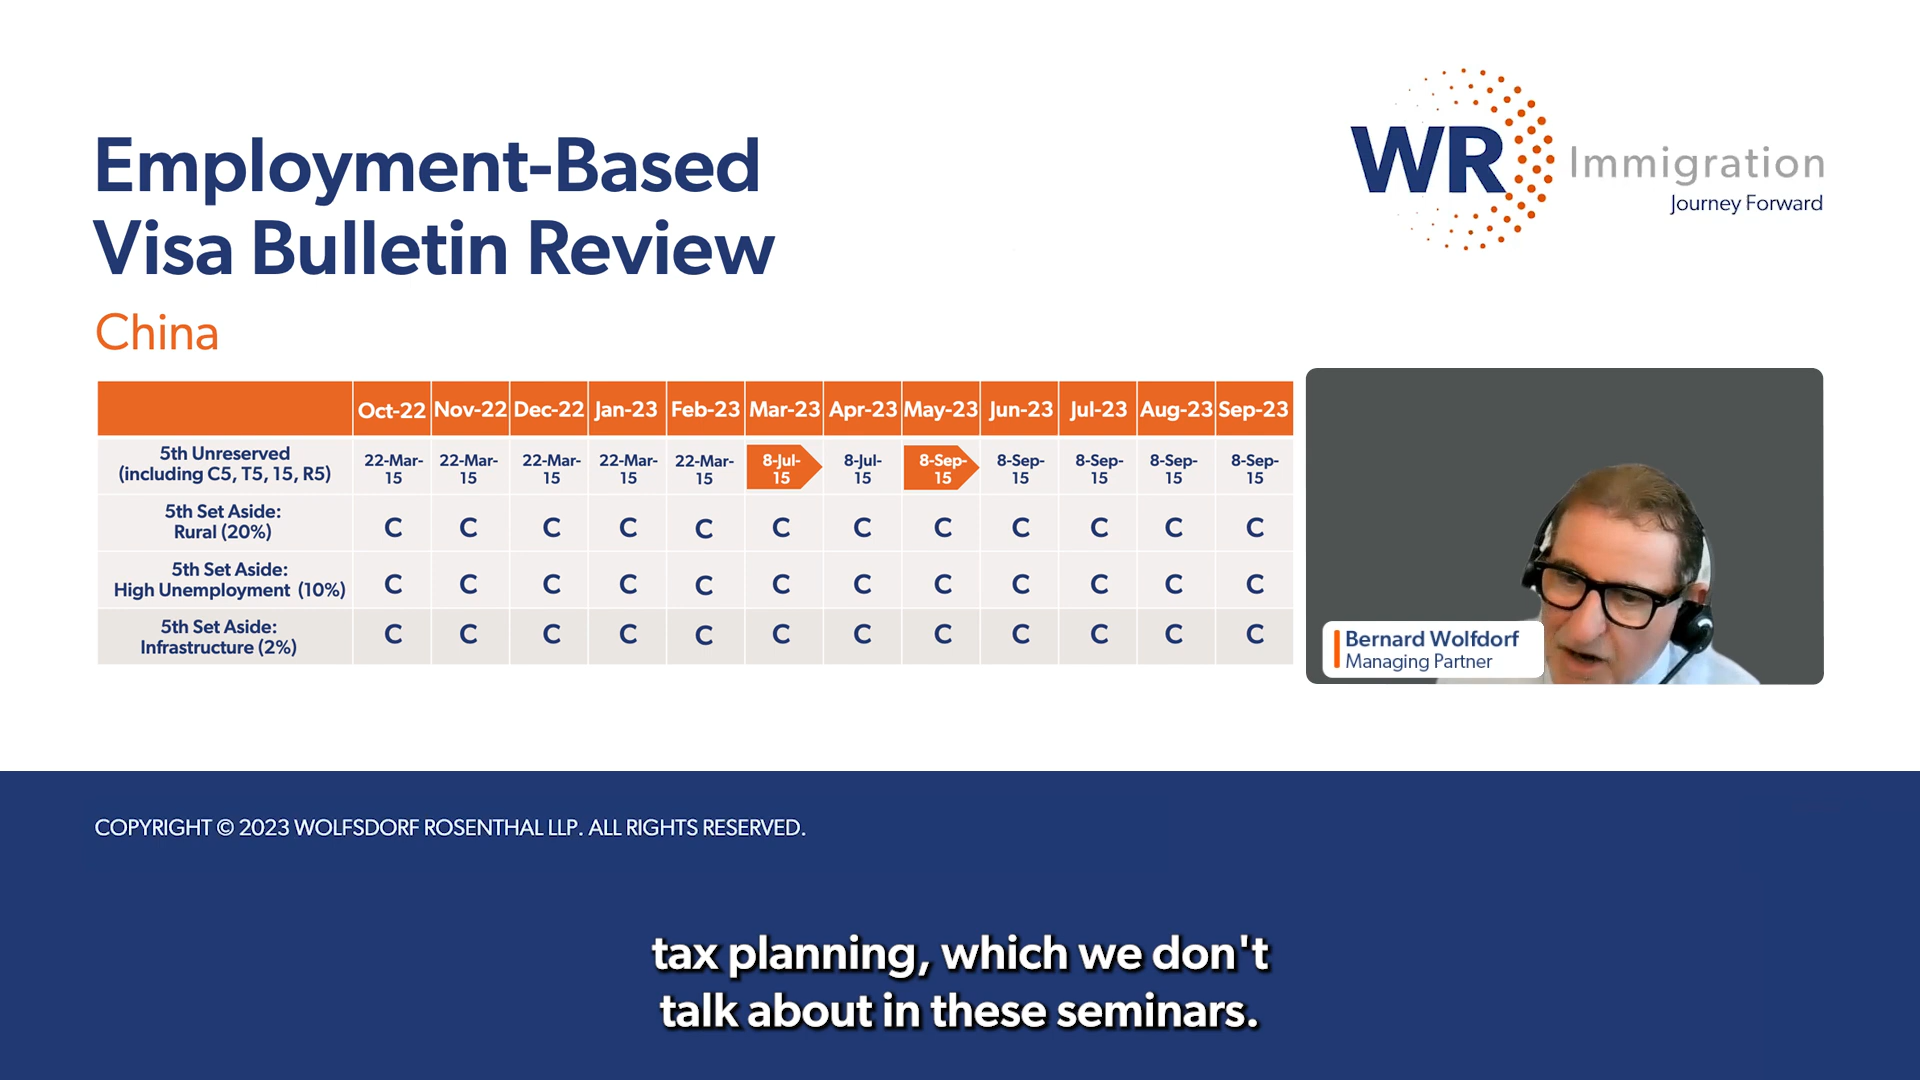 Employment-Based
Visa Bulletin Review
China
WR Immigration
Journey Forward
Oct-22 Nov-22 Dec-22 Jan-23 Feb-23 Mar-23 Apr-23 May-23 Jun-23 Jul-23 Aug-23 Sep-23
5th Unreserved
(including C5, T5, 15, R5)
22-Mar- 22-Mar- 22-Mar- 22-Mar- 22-Mar- 8-Jul- 8-Jul- 8-Sep- 8-Sep- 8-Sep- 8-Sep- 8-Sep-
15 15 15 15 15 15 15 15 15 15 15 15
5th Set Aside:
Rural (20%)
C C C C C C C C C C C C
5th Set Aside:
High Unemployment (10%)
C C C C C C C C C C C C
5th Set Aside:
Infrastructure (2%)
C C C C C C C C C C C C
Bernard Wolfdorf
Managing Partner
COPYRIGHT © 2023 WOLFSDORF ROSENTHAL LLP. ALL RIGHTS RESERVED.
tax planning, which we don't
talk about in these seminars.